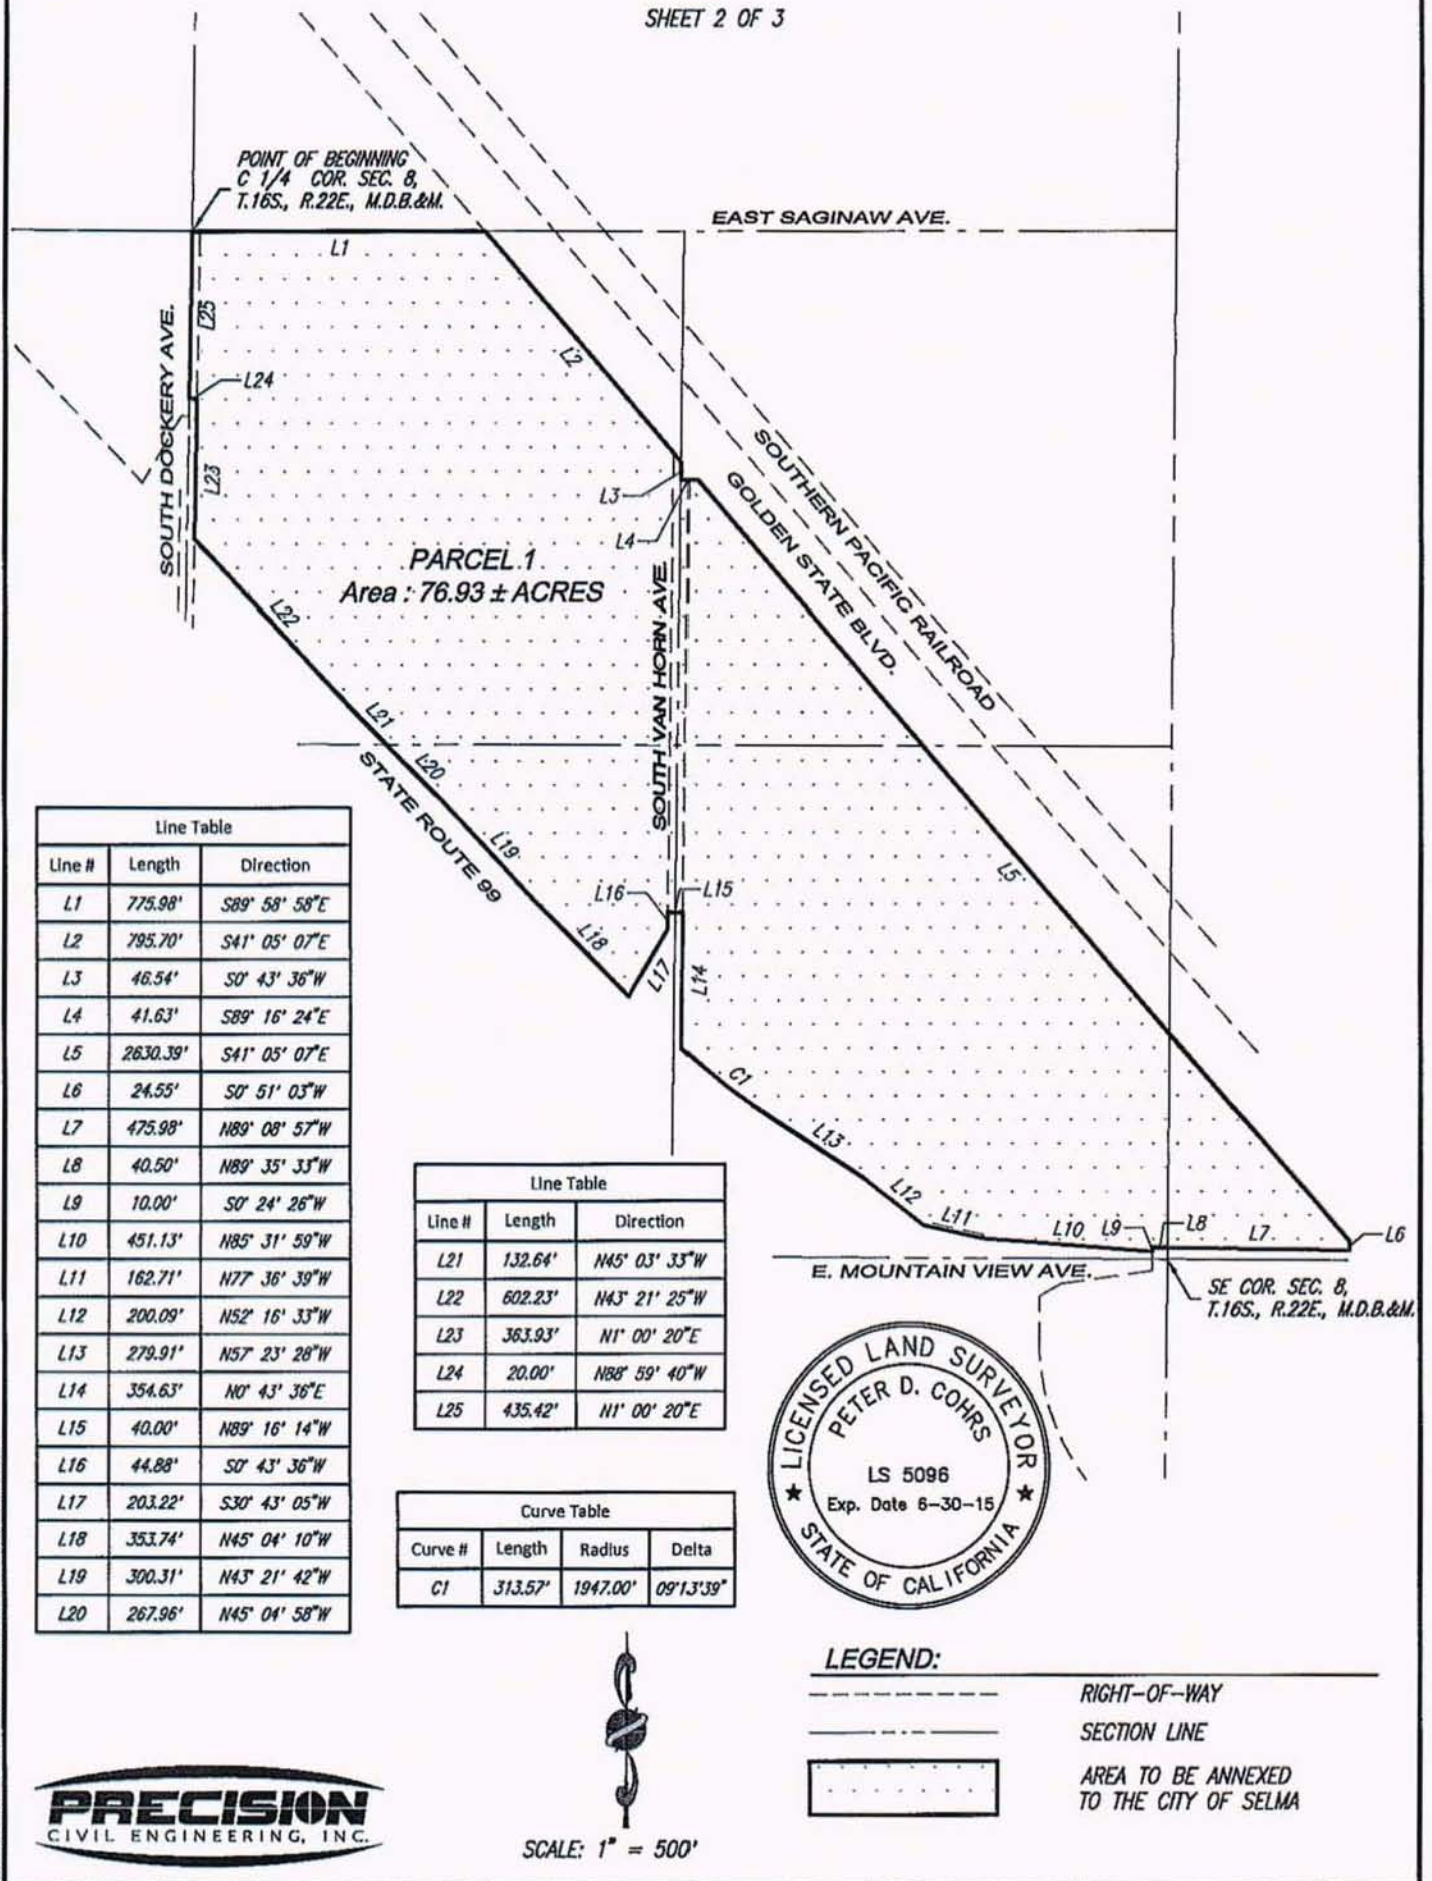 SHEET 2 OF 3
POINT OF BEGINNING
C 1/4 COR. SEC. 8,
T.16S., R.22E., M.D.B.&M.
EAST SAGINAW AVE.
L1
L25
L2
SOUTH DOCKERY AVE.
L24
L23
L3
L4
SOUTHERN PACIFIC RAILROAD
GOLDEN STATE BLVD.
PARCEL 1
Area : 76.93 ± ACRES
SOUTH VAN HORN AVE.
L22
L21
L20
STATE ROUTE 99
L19
L18
L17
L16
L15
L14
L5
C1
L13
L12
L11
L10
L9
L8
L7
L6
E. MOUNTAIN VIEW AVE.
SE COR. SEC. 8,
T.16S., R.22E., M.D.B.&M.
Line Table
Line # Length Direction
L1 775.98' S89° 58' 58"E
L2 795.70' S41° 05' 07"E
L3 46.54' S0° 43' 36"W
L4 41.63' S89° 16' 24"E
L5 2630.39' S41° 05' 07"E
L6 24.55' S0° 51' 03"W
L7 475.98' N89° 08' 57"W
L8 40.50' N89° 35' 33"W
L9 10.00' S0° 24' 26"W
L10 451.13' N85° 31' 59"W
L11 162.71' N77° 36' 39"W
L12 200.09' N52° 16' 33"W
L13 279.91' N57° 23' 28"W
L14 354.63' N0° 43' 36"E
L15 40.00' N89° 16' 14"W
L16 44.88' S0° 43' 36"W
L17 203.22' S30° 43' 05"W
L18 353.74' N45° 04' 10"W
L19 300.31' N43° 21' 42"W
L20 267.96' N45° 04' 58"W
Line Table
Line # Length Direction
L21 132.64' N45° 03' 33"W
L22 602.23' N43° 21' 25"W
L23 363.93' N1° 00' 20"E
L24 20.00' N88° 59' 40"W
L25 435.42' N1° 00' 20"E
Curve Table
Curve # Length Radius Delta
C1 313.57' 1947.00' 09°13'39"
LICENSED LAND SURVEYOR
PETER D. COHRS
LS 5096
Exp. Date 6-30-15
STATE OF CALIFORNIA
LEGEND:
RIGHT-OF-WAY
SECTION LINE
AREA TO BE ANNEXED
TO THE CITY OF SELMA
PRECISION
CIVIL ENGINEERING, INC.
SCALE: 1" = 500'